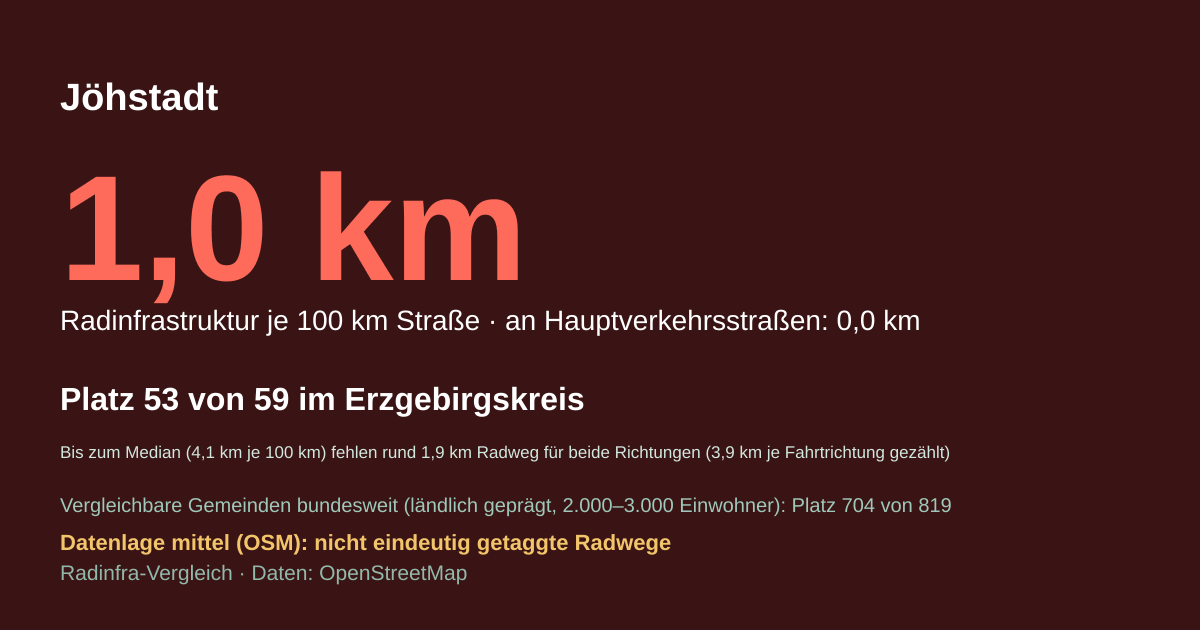 Jöhstadt
1,0 km
Radinfrastruktur je 100 km Straße · an Hauptverkehrsstraßen: 0,0 km
Platz 53 von 59 im Erzgebirgskreis
Bis zum Median (4,1 km je 100 km) fehlen rund 1,9 km Radweg für beide Richtungen (3,9 km je Fahrtrichtung gezählt)
Vergleichbare Gemeinden bundesweit (ländlich geprägt, 2.000–3.000 Einwohner): Platz 704 von 819
Datenlage mittel (OSM): nicht eindeutig getaggte Radwege
Radinfra-Vergleich · Daten: OpenStreetMap